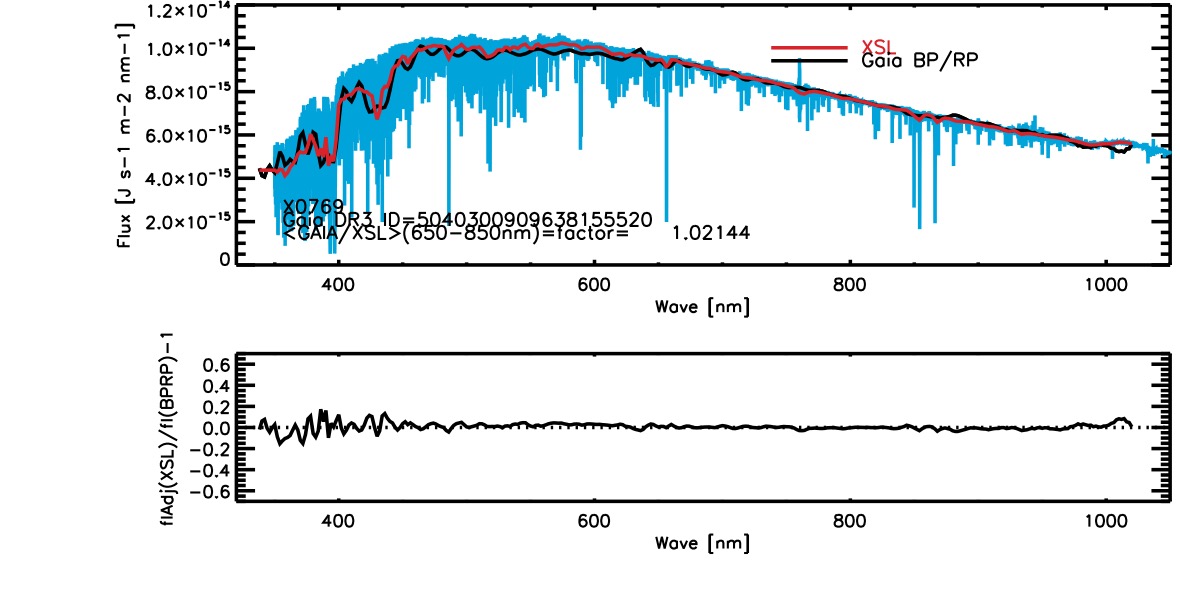 1.2×10⁻¹⁴
1.0×10⁻¹⁴
8.0×10⁻¹⁵
6.0×10⁻¹⁵
4.0×10⁻¹⁵
2.0×10⁻¹⁵
0
Flux [J s−1 m−2 nm−1]
XSL
Gaia BP/RP
X0769
Gaia DR3 ID=5040300909638155520
<GAIA/XSL>(650−850nm)=factor= 1.02144
400 600 800 1000
Wave [nm]
0.6
0.4
0.2
0.0
−0.2
−0.4
−0.6
flAdj(XSL)/fl(BPRP)−1
400 600 800 1000
Wave [nm]